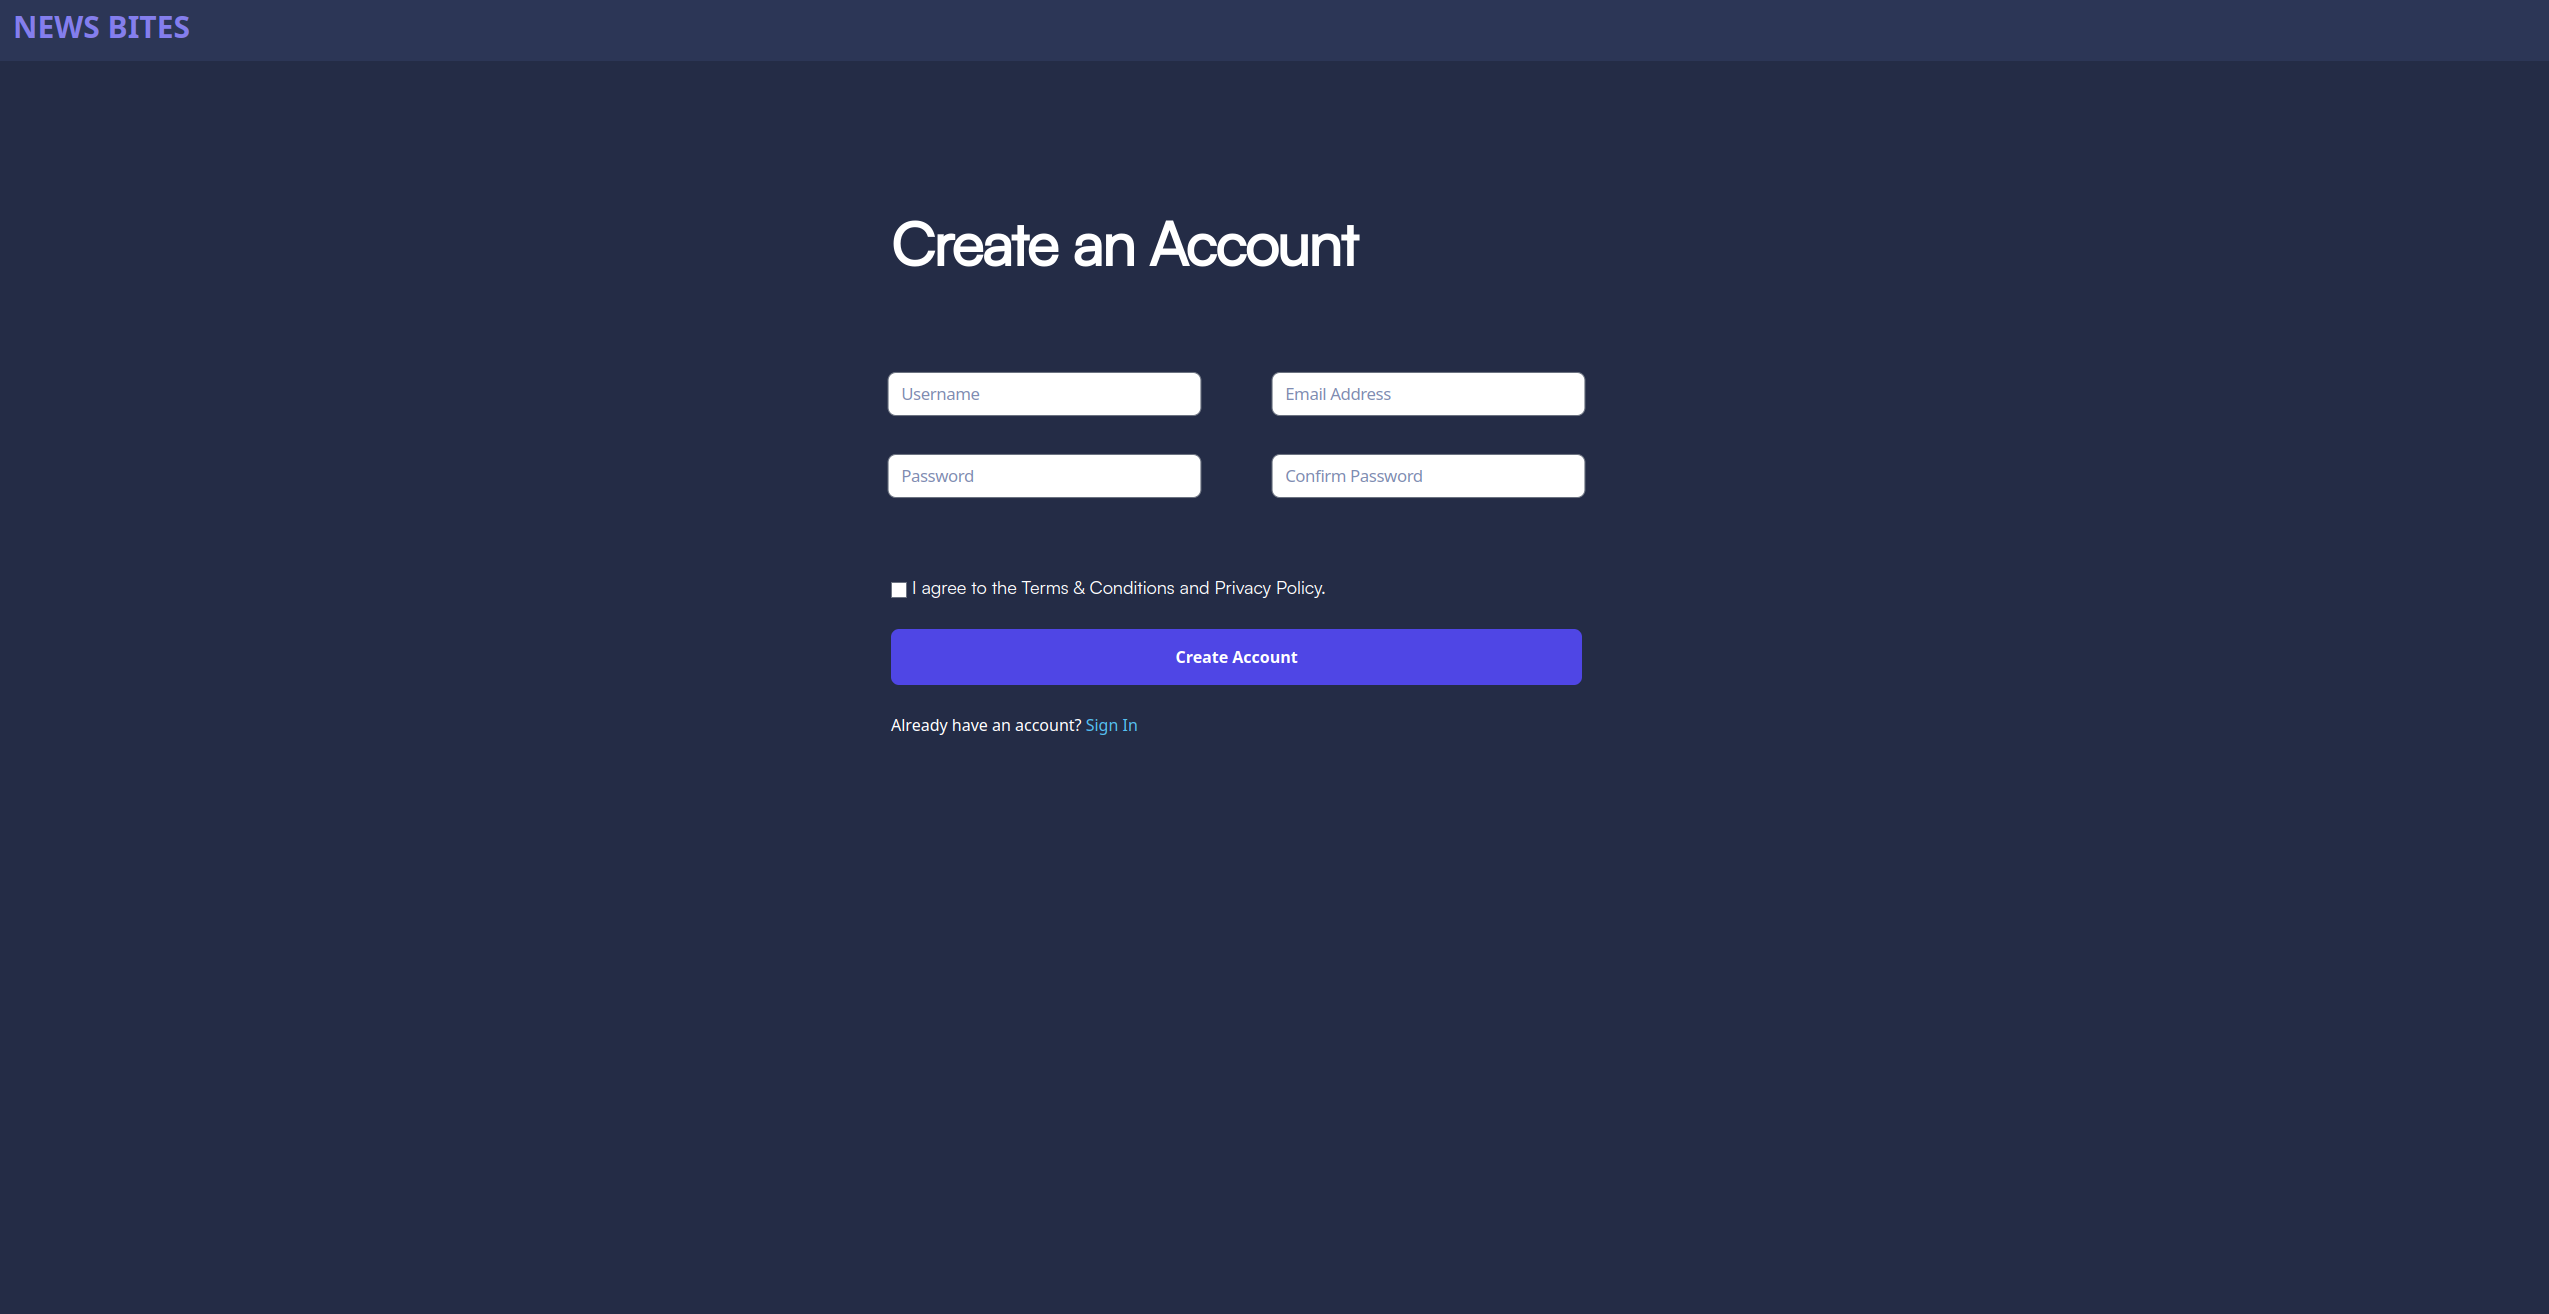 NEWS BITES
Create an Account
Username
Email Address
Password
Confirm Password
I agree to the Terms & Conditions and Privacy Policy.
Create Account
Already have an account? Sign In